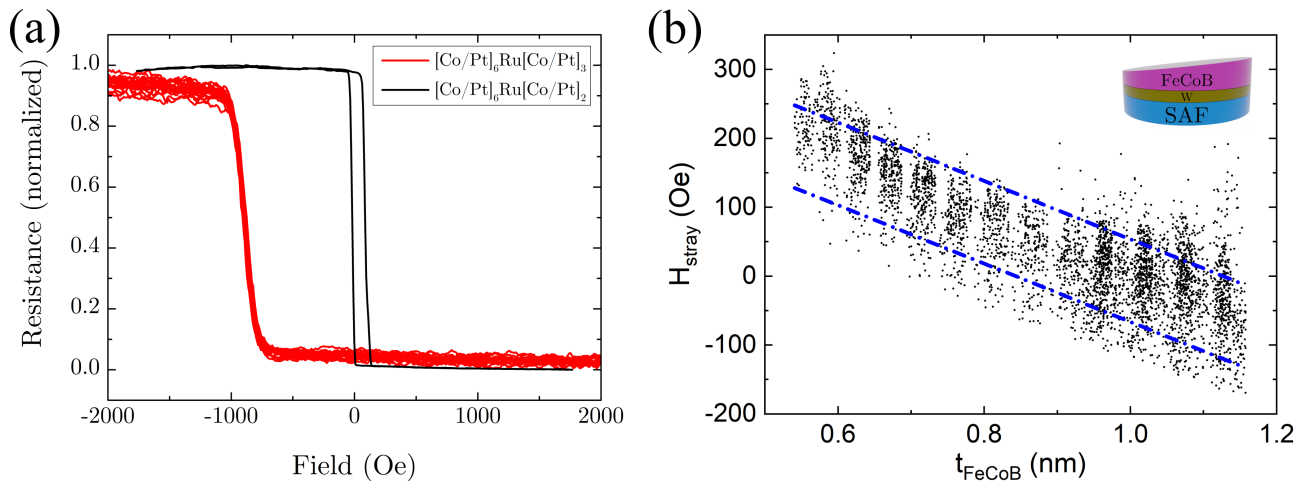 (a)
Resistance (normalized)
1.0
0.8
0.6
0.4
0.2
0.0
[Co/Pt]₆Ru[Co/Pt]₃
[Co/Pt]₆Ru[Co/Pt]₂
-2000 -1000 0 1000 2000
Field (Oe)
(b)
H_stray (Oe)
300
200
100
0
-100
-200
FeCoB
W
SAF
0.6 0.8 1.0 1.2
t_FeCoB (nm)